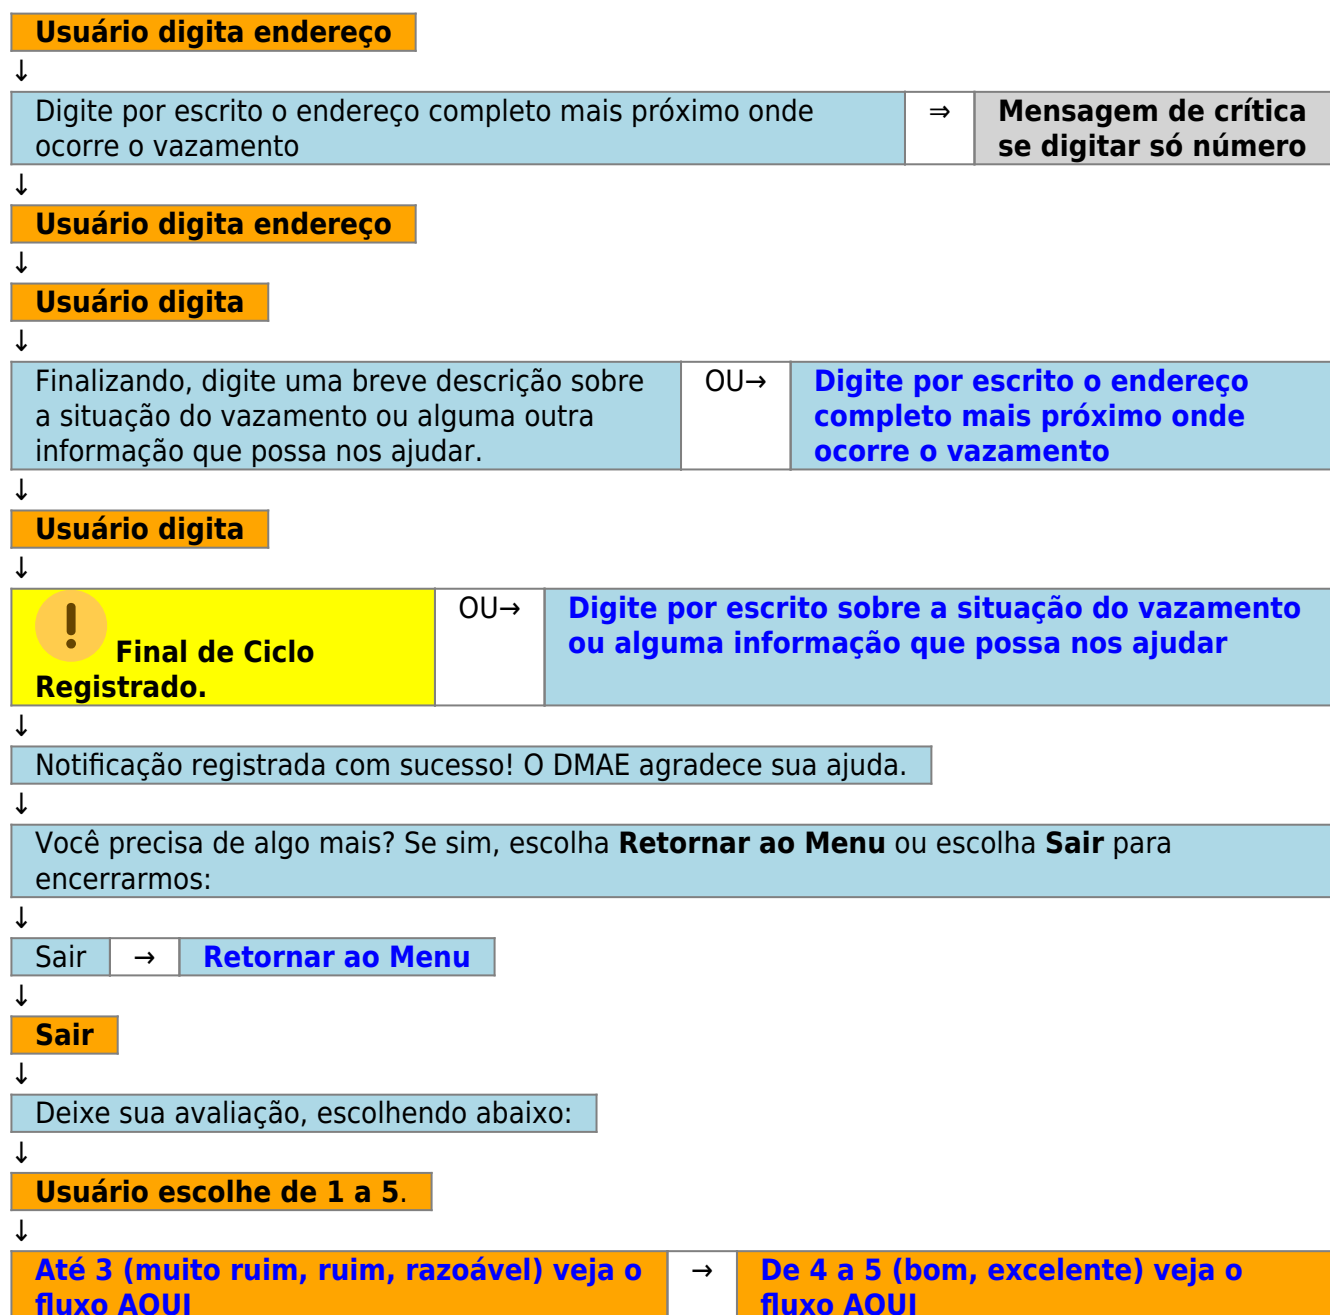 Usuário digita endereço
↓
Digite por escrito o endereço completo mais próximo onde
ocorre o vazamento
⇒
Mensagem de crítica
se digitar só número
↓
Usuário digita endereço
↓
Usuário digita
↓
Finalizando, digite uma breve descrição sobre
a situação do vazamento ou alguma outra
informação que possa nos ajudar.
OU→
Digite por escrito o endereço
completo mais próximo onde
ocorre o vazamento
↓
Usuário digita
↓
Final de Ciclo
Registrado.
OU→
Digite por escrito sobre a situação do vazamento
ou alguma informação que possa nos ajudar
↓
Notificação registrada com sucesso! O DMAE agradece sua ajuda.
↓
Você precisa de algo mais? Se sim, escolha Retornar ao Menu ou escolha Sair para
encerrarmos:
↓
Sair → Retornar ao Menu
↓
Sair
↓
Deixe sua avaliação, escolhendo abaixo:
↓
Usuário escolhe de 1 a 5.
↓
Até 3 (muito ruim, ruim, razoável) veja o
fluxo AQUI
→
De 4 a 5 (bom, excelente) veja o
fluxo AQUI